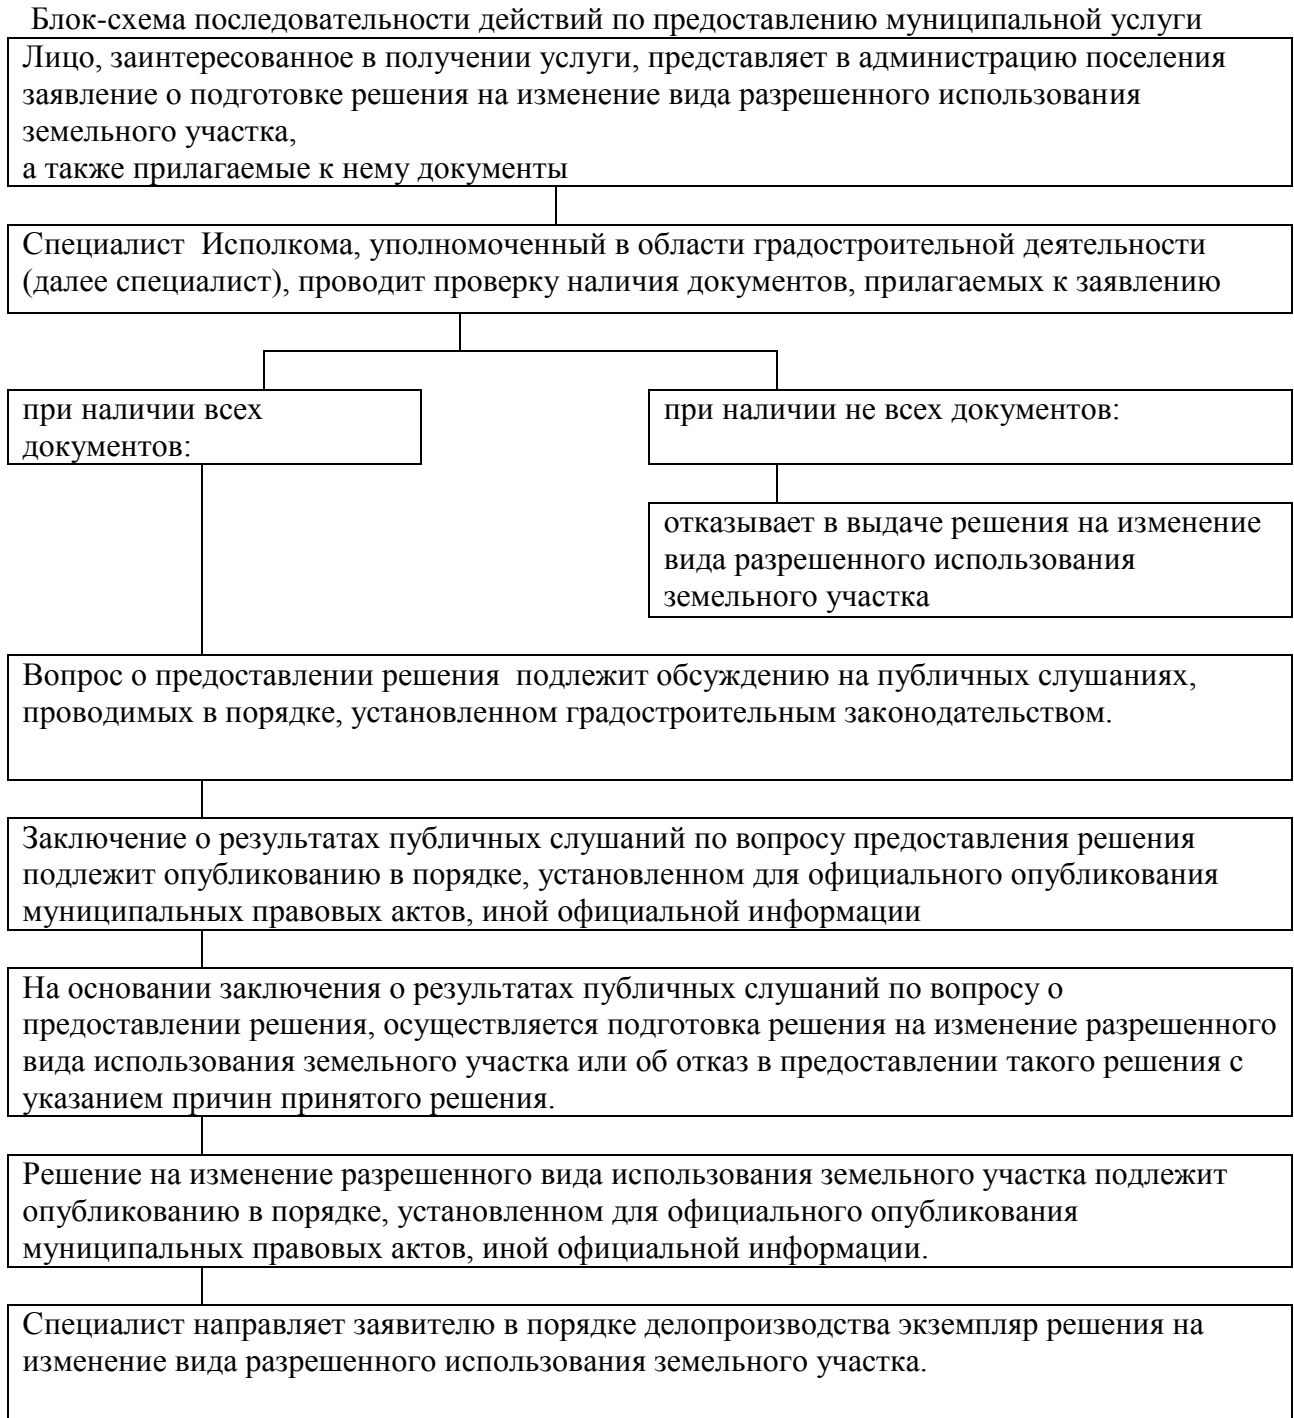 Блок-схема последовательности действий по предоставлению муниципальной услуги
Лицо, заинтересованное в получении услуги, представляет в администрацию поселения
заявление о подготовке решения на изменение вида разрешенного использования
земельного участка,
а также прилагаемые к нему документы
Специалист  Исполкома, уполномоченный в области градостроительной деятельности
(далее специалист), проводит проверку наличия документов, прилагаемых к заявлению
при наличии всех
документов:
при наличии не всех документов:
отказывает в выдаче решения на изменение
вида разрешенного использования
земельного участка
Вопрос о предоставлении решения  подлежит обсуждению на публичных слушаниях,
проводимых в порядке, установленном градостроительным законодательством.
Заключение о результатах публичных слушаний по вопросу предоставления решения
подлежит опубликованию в порядке, установленном для официального опубликования
муниципальных правовых актов, иной официальной информации
На основании заключения о результатах публичных слушаний по вопросу о
предоставлении решения, осуществляется подготовка решения на изменение разрешенного
вида использования земельного участка или об отказ в предоставлении такого решения с
указанием причин принятого решения.
Решение на изменение разрешенного вида использования земельного участка подлежит
опубликованию в порядке, установленном для официального опубликования
муниципальных правовых актов, иной официальной информации.
Специалист направляет заявителю в порядке делопроизводства экземпляр решения на
изменение вида разрешенного использования земельного участка.